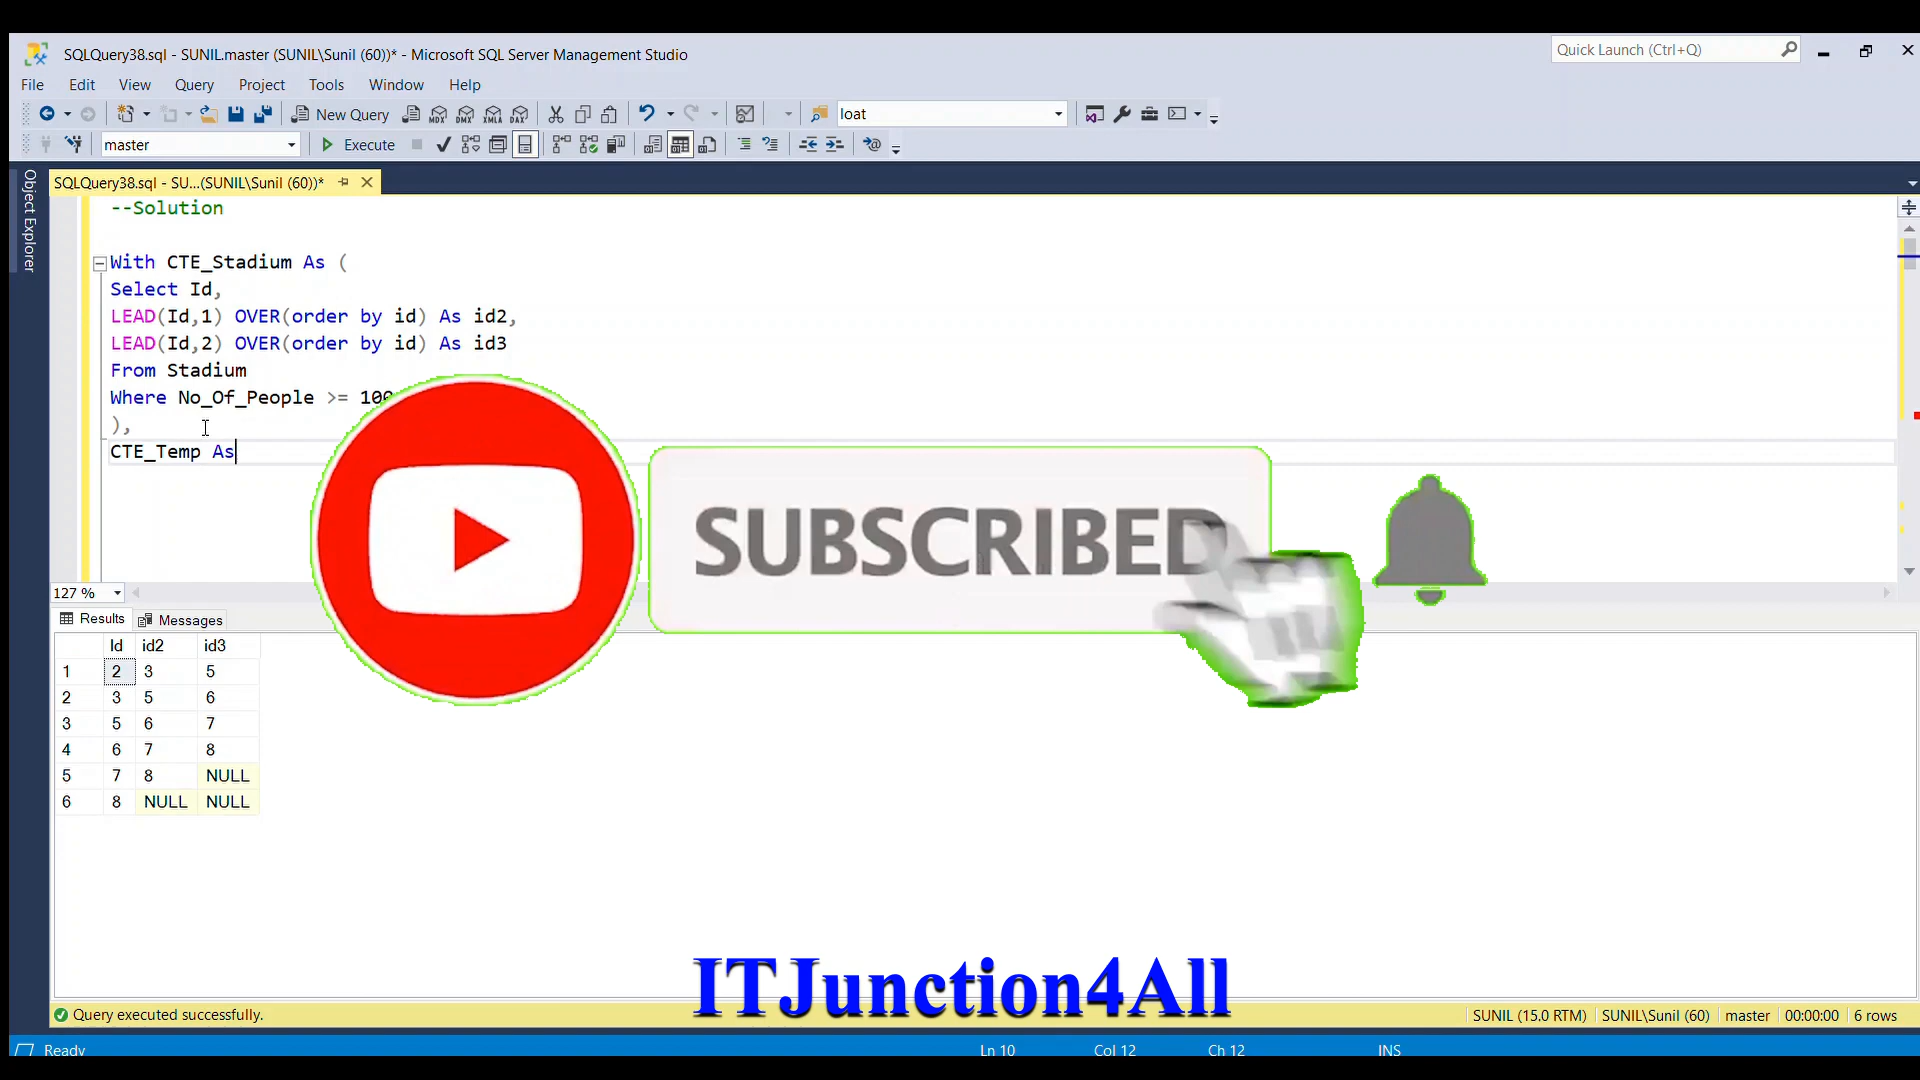 SQLQuery38.sql - SUNIL.master (SUNIL\Sunil (60))* - Microsoft SQL Server Management Studio
Quick Launch (Ctrl+Q)
File Edit View Query Project Tools Window Help
New Query
MDX DMX XMLA DAX
loat
master
Execute
Object Explorer
SQLQuery38.sql - SU...(SUNIL\Sunil (60))*
--Solution
With CTE_Stadium As (
Select Id,
LEAD(Id,1) OVER(order by id) As id2,
LEAD(Id,2) OVER(order by id) As id3
From Stadium
Where No_Of_People >= 100
),
CTE_Temp As
SUBSCRIBED
127 %
Results Messages
Id id2 id3
1 2 3 5
2 3 5 6
3 5 6 7
4 6 7 8
5 7 8 NULL
6 8 NULL NULL
ITJunction4All
Query executed successfully.
SUNIL (15.0 RTM) SUNIL\Sunil (60) master 00:00:00 6 rows
Ready
Ln 10 Col 12 Ch 12 INS